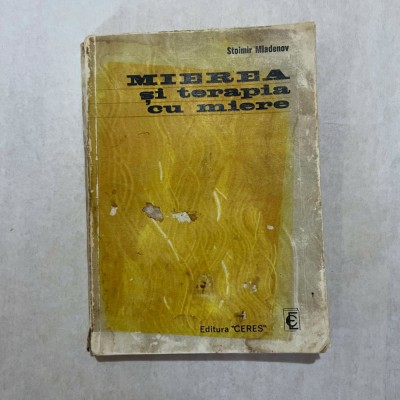 Stoimir Mladenov
MIEREA
și terapia
cu miere
Editura "CERES"